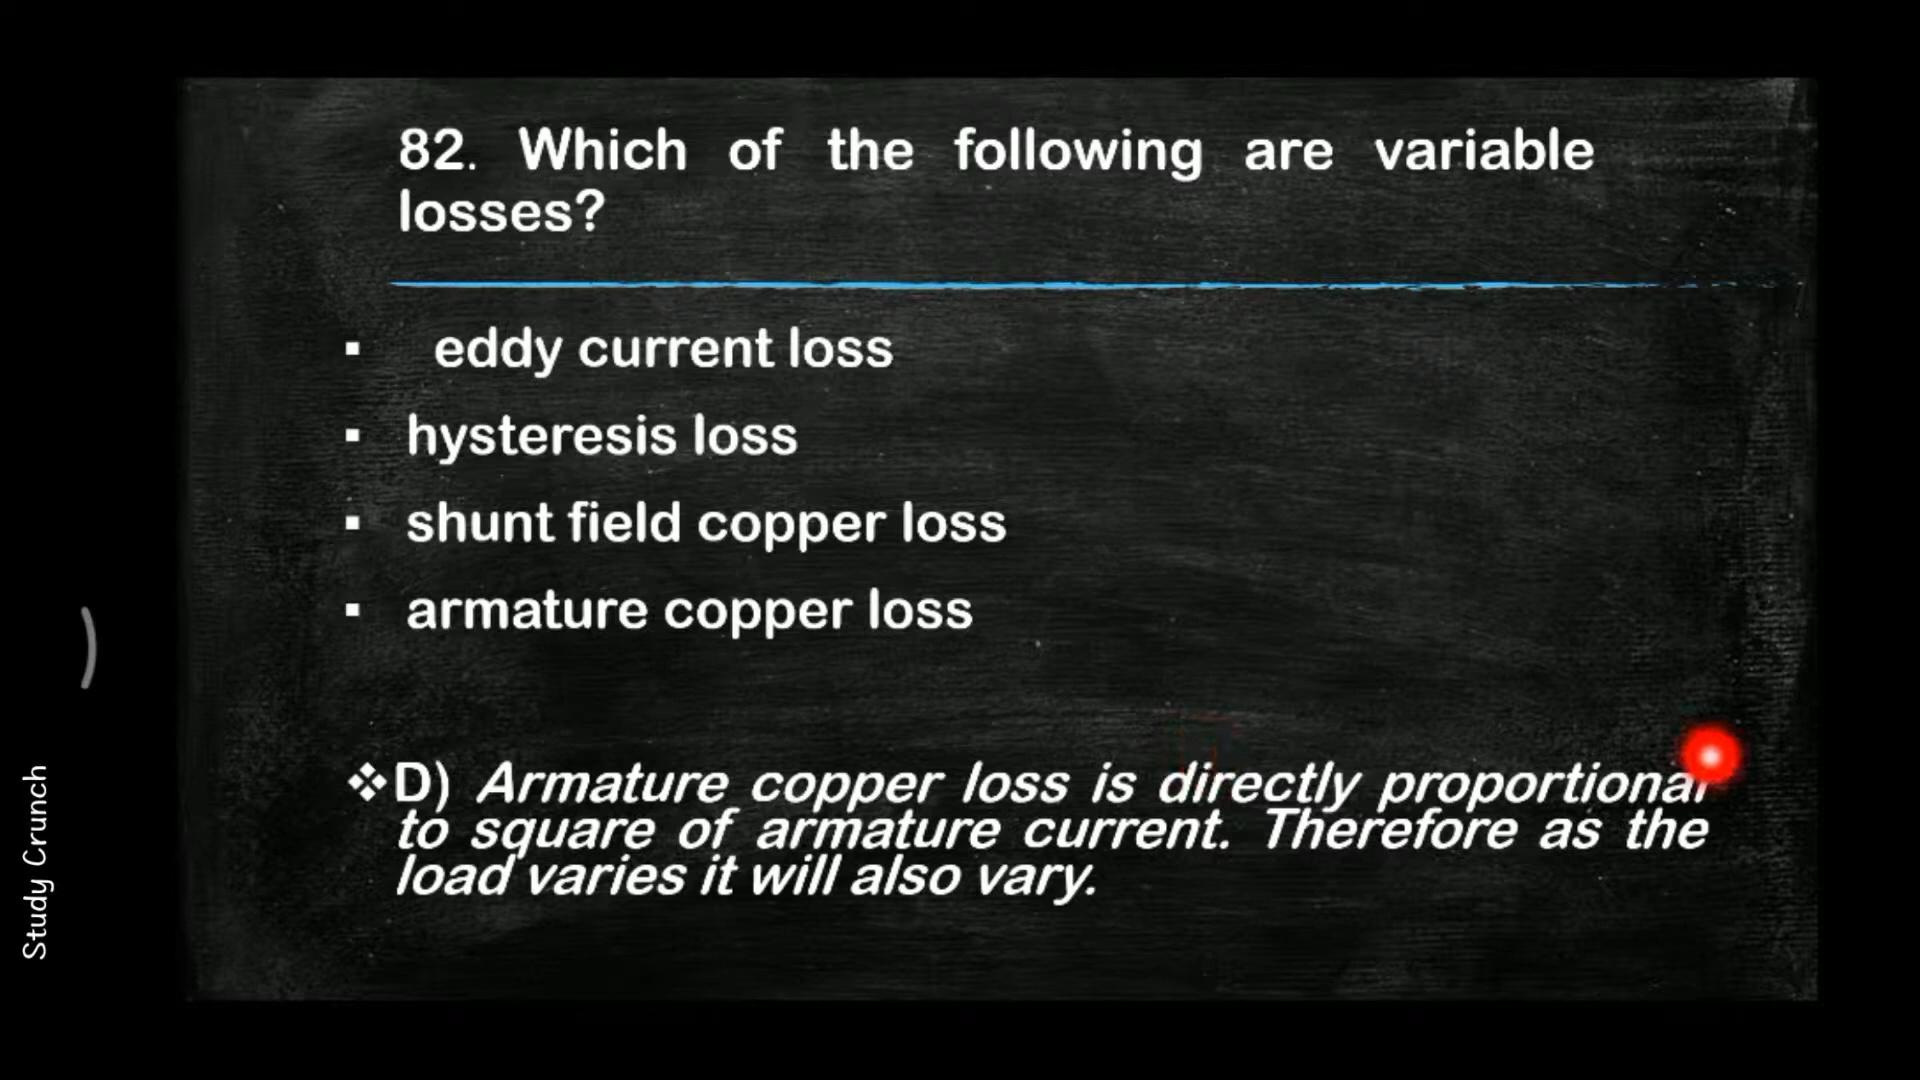 82. Which of the following are variable
losses?
▪ eddy current loss
▪ hysteresis loss
▪ shunt field copper loss
▪ armature copper loss
❖D) Armature copper loss is directly proportional
to square of armature current. Therefore as the
load varies it will also vary.
Study Crunch